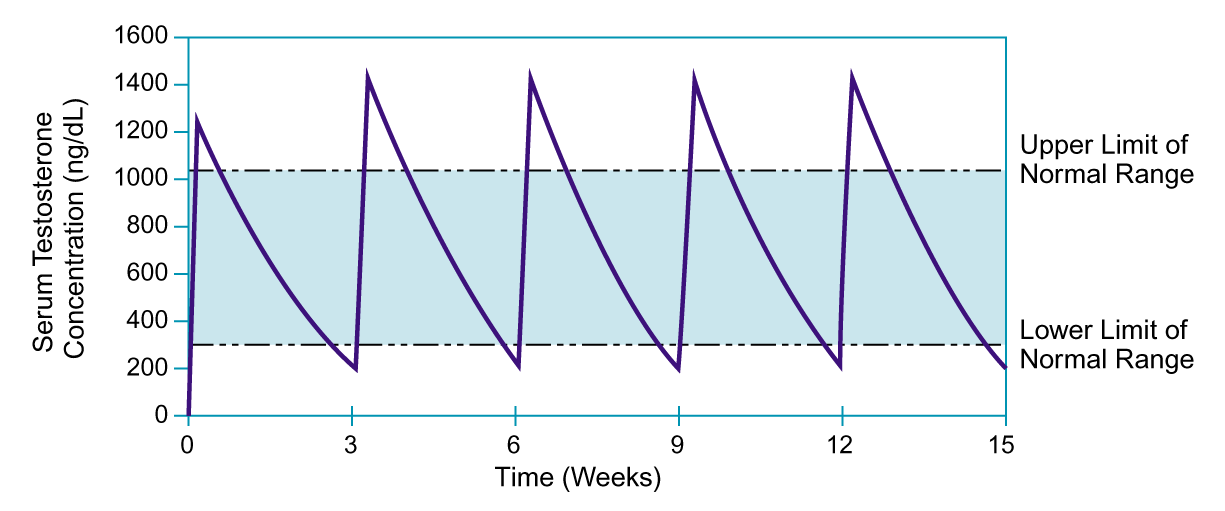 1600
1400
1200
1000
800
600
400
200
0
Serum Testosterone
Concentration (ng/dL)
Upper Limit of
Normal Range
Lower Limit of
Normal Range
0 3 6 9 12 15
Time (Weeks)